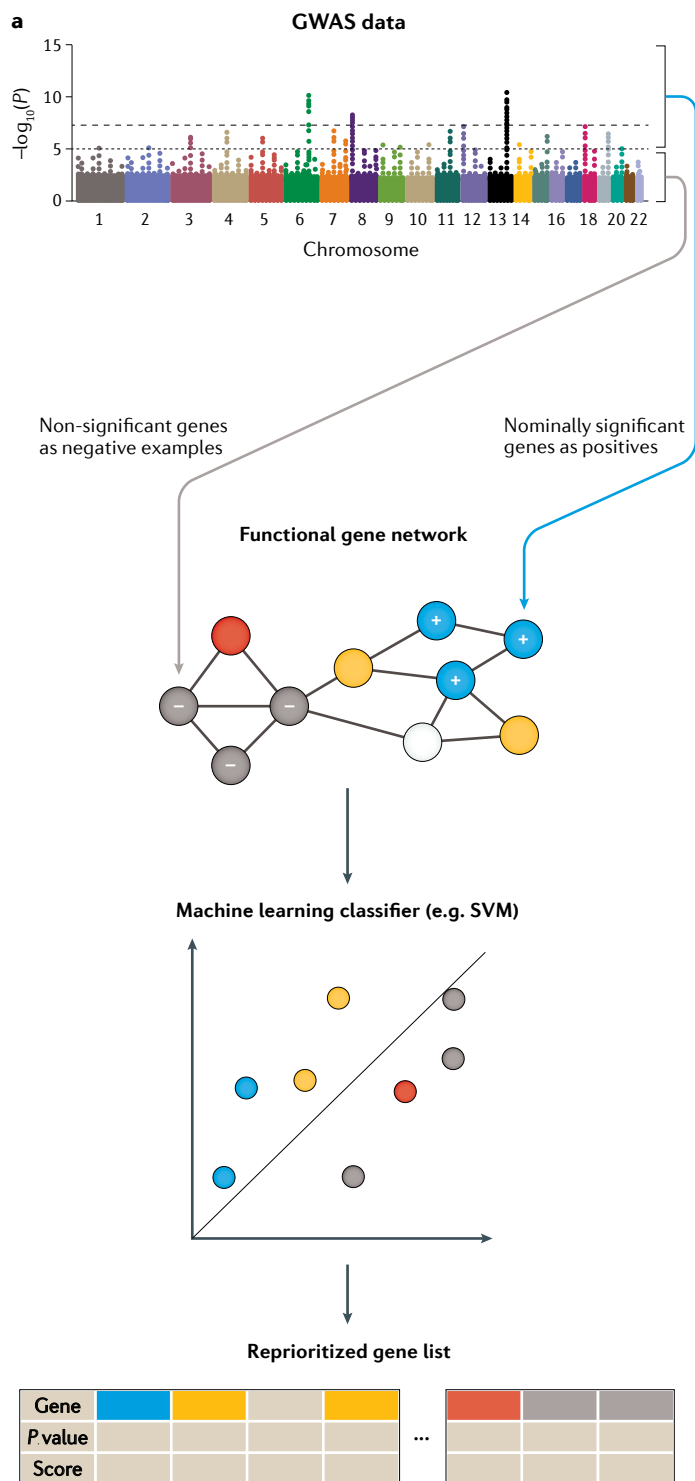 a
GWAS data
15
10
5
0
–log10(P)
1 2 3 4 5 6 7 8 9 10 11 12 13 14 16 18 20 22
Chromosome
Non-significant genes
as negative examples
Nominally significant
genes as positives
Functional gene network
+
+
+
–
–
–
Machine learning classifier (e.g. SVM)
Reprioritized gene list
Gene
P value
...
Score